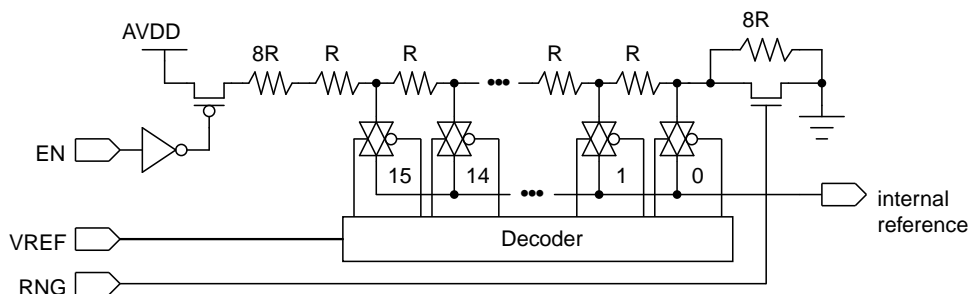 8R
AVDD
8R R R R R
EN
15 14 1 0
internal
reference
VREF
Decoder
RNG